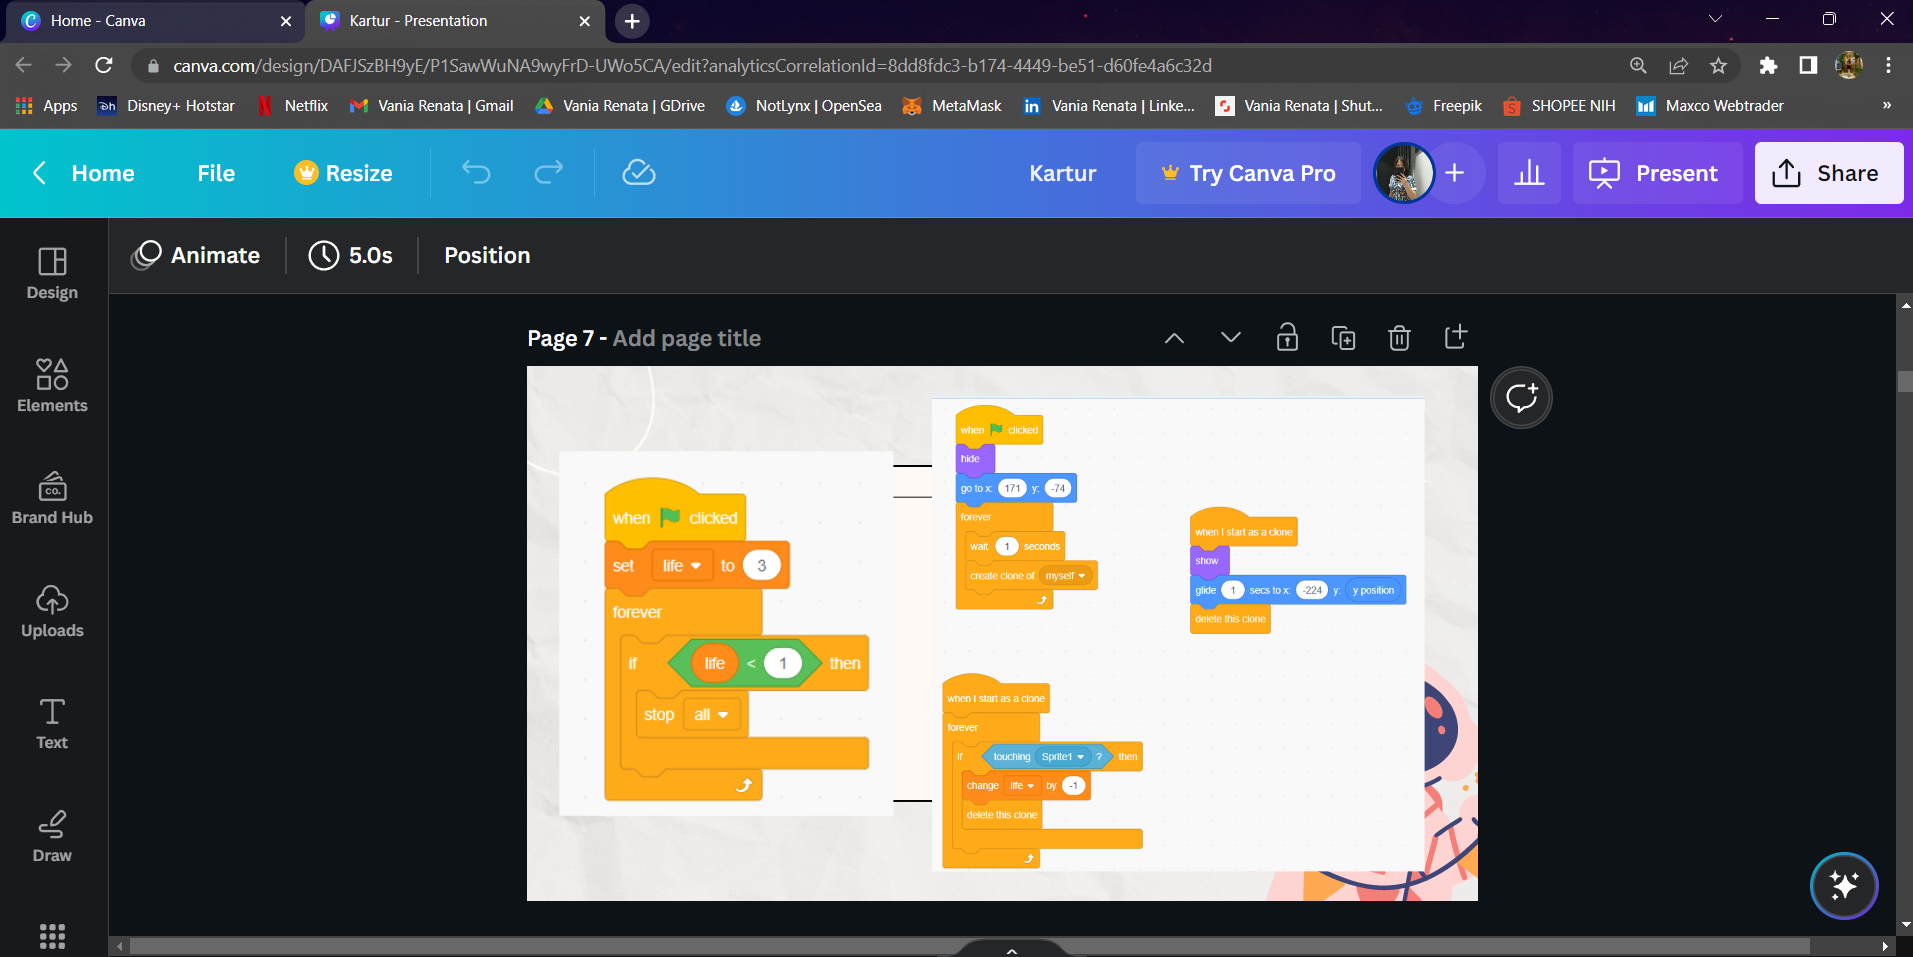 Home - Canva
Kartur - Presentation
canva.com/design/DAFJSzBH9yE/P1SawWuNA9wyFrD-UWo5CA/edit?analyticsCorrelationId=8dd8fdc3-b174-4449-be51-d60fe4a6c32d
Apps Disney+ Hotstar Netflix Vania Renata | Gmail Vania Renata | GDrive NotLynx | OpenSea MetaMask Vania Renata | Linke... Vania Renata | Shut... Freepik SHOPEE NIH Maxco Webtrader »
Home File Resize Kartur Try Canva Pro Present Share
Animate 5.0s Position
Design
Elements
Brand Hub
Uploads
Text
Draw
Page 7 - Add page title
when clicked
set life to 3
forever
if life < 1 then
stop all
when clicked
hide
go to x: 171 y: -74
forever
wait 1 seconds
create clone of myself
when I start as a clone
show
glide 1 secs to x: -224 y: y position
delete this clone
when I start as a clone
forever
if touching Sprite1 ? then
change life by -1
delete this clone